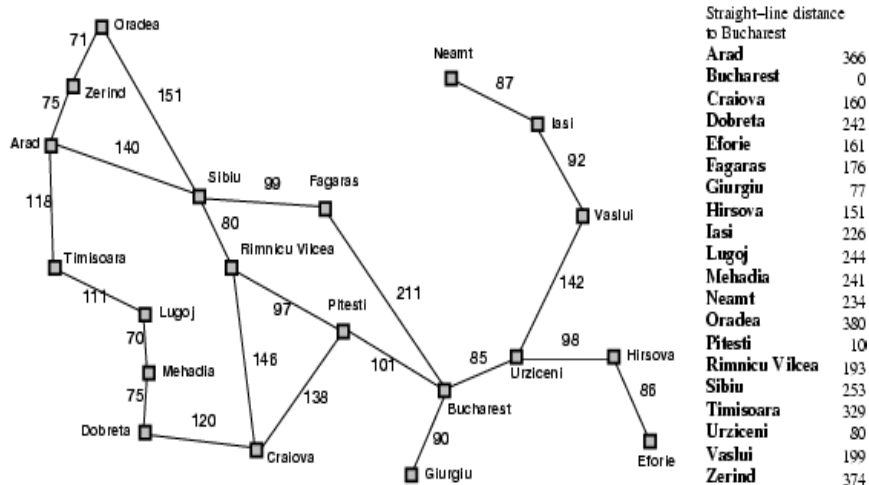 Oradea
71
Neamt
87
Zerind
75
151
Iasi
Arad
140
92
Sibiu
99
Fagaras
118
80
Vaslui
Rimnicu Vilcea
Timisoara
111
Lugoj
97
Pitesti
211
142
70
146
101
85
98
Hirsova
Urziceni
Mehadia
138
86
75
120
Bucharest
Dobreta
90
Craiova
Eforie
Giurgiu
Straight–line distance
to Bucharest
Arad 366
Bucharest 0
Craiova 160
Dobreta 242
Eforie 161
Fagaras 176
Giurgiu 77
Hirsova 151
Iasi 226
Lugoj 244
Mehadia 241
Neamt 234
Oradea 380
Pitesti 10
Rimnicu Vilcea 193
Sibiu 253
Timisoara 329
Urziceni 80
Vaslui 199
Zerind 374